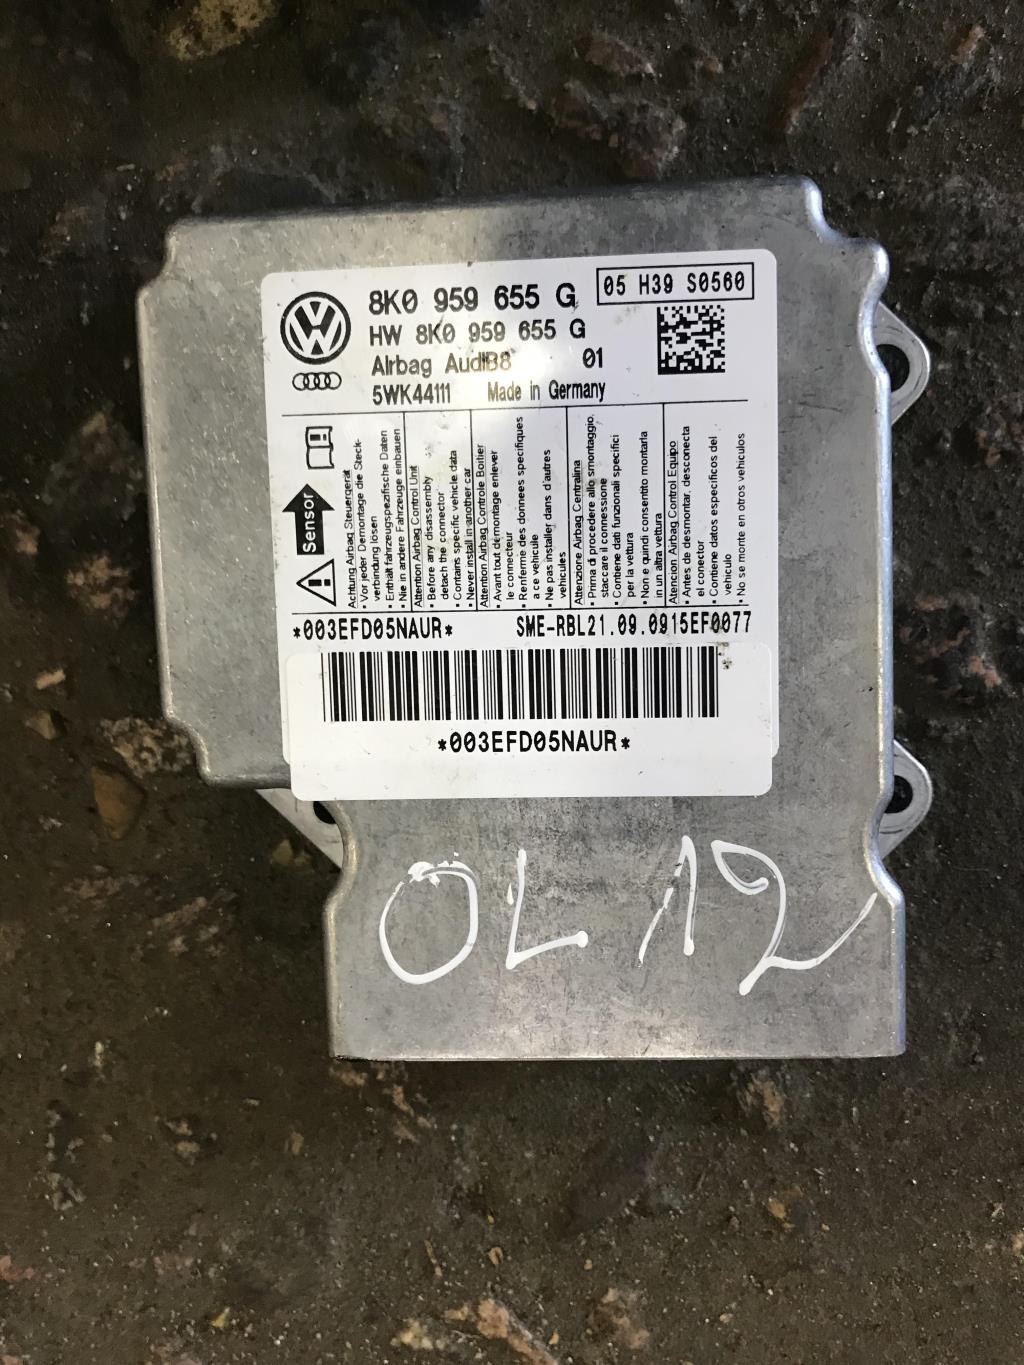 05 H39 S0560
8K0 959 655 G
HW 8K0 959 655 G
Airbag AudiB8 01
5WK44111 Made in Germany
Sensor
Achtung Airbag Steuergerät
• Vor jeder Demontage die Steck-
verbindung lösen
• Enthält fahrzeugspezifische Daten
• Nie in andere Fahrzeuge einbauen
Attention Airbag Control Unit
• Before any disassembly
detach the connector
• Contains specific vehicle data
• Never install in another car
Attention Airbag Controle Boitier
• Avant tout démontage enlever
le connecteur
• Renferme des donnees specifiques
a ce vehicule
• Ne pas installer dans d'autres
vehicules
Attenzione Airbag Centralina
• Prima di procedere allo smontaggio,
staccare il connessione
• Contiene dati funzionali specifici
per la vettura
• Non e quindi consentito montarla
in un altra vettura
Atencion Airbag Control Equipo
• Antes de desmontar, desconecta
el conector
• Contiene datos especificos del
vehiculo
• No se monte en otros vehiculos
*003EFD05NAUR* SME-RBL21.09.0915EF0077
*003EFD05NAUR*
OL 12